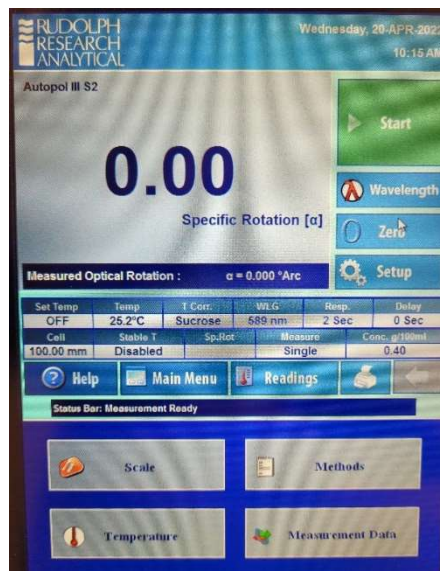 RUDOLPH
RESEARCH
ANALYTICAL
Wednesday, 20-APR-2022
10:15 AM
Autopol III S2
Start
0.00
Wavelength
Specific Rotation [α]
Zero
Measured Optical Rotation : α = 0.000 °Arc
Setup
Set Temp Temp T Corr. WLG Resp. Delay
OFF 25.2°C Sucrose 589 nm 2 Sec 0 Sec
Cell Stable T Sp.Rot Measure Conc. g/100ml
100.00 mm Disabled Single 0.40
Help Main Menu Readings
Status Bar: Measurement Ready
Scale Methods
Temperature Measurement Data